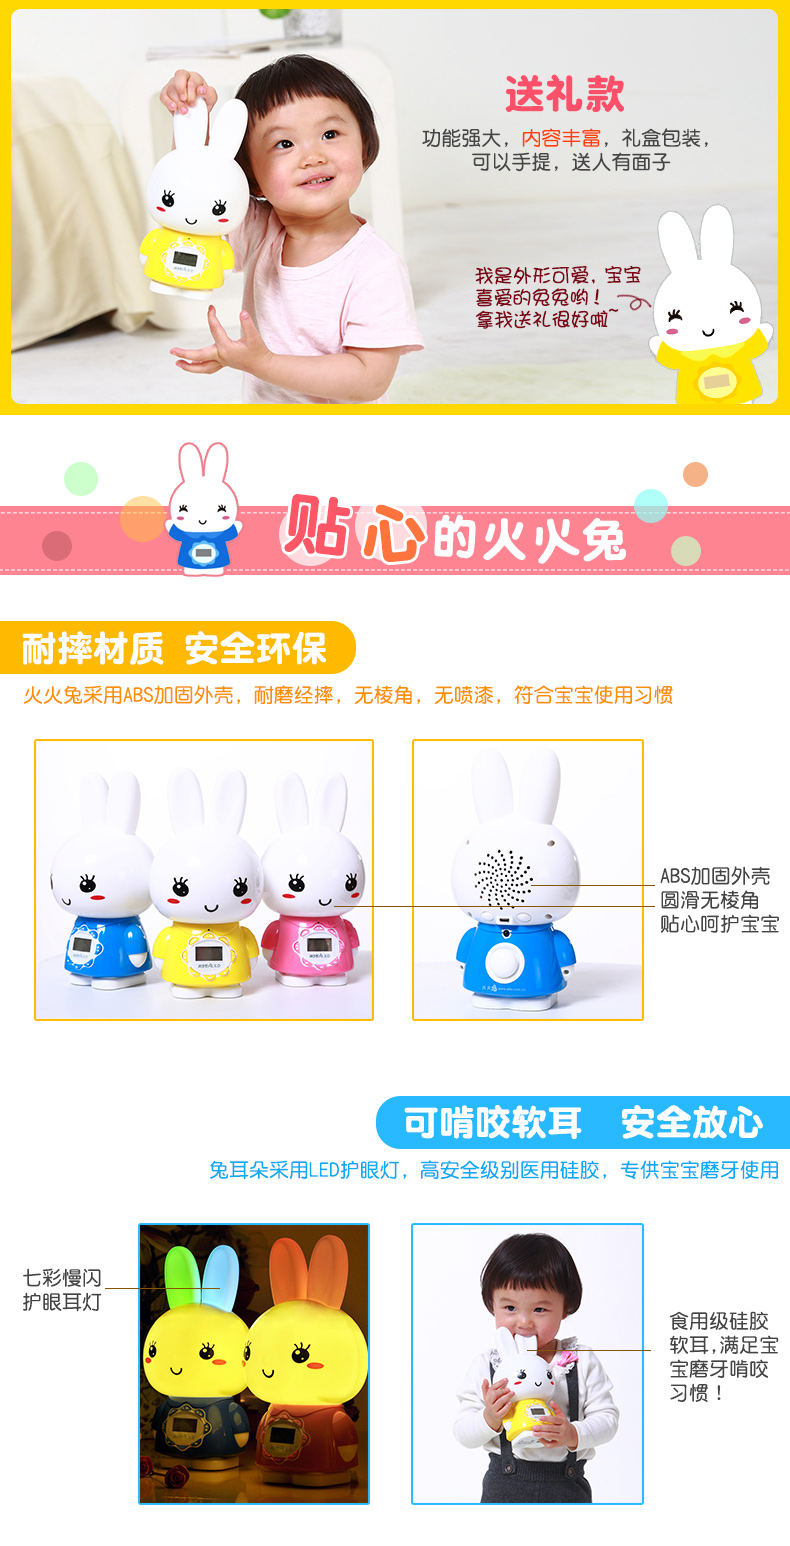 送礼款
功能强大，内容丰富，礼盒包装，
可以手提，送人有面子
我是外形可爱，宝宝
喜爱的兔兔哟！
拿我送礼很好啦~
贴心的火火兔
耐摔材质 安全环保
火火兔采用ABS加固外壳，耐磨经摔，无棱角，无喷漆，符合宝宝使用习惯
ABS加固外壳
圆滑无棱角
贴心呵护宝宝
可啃咬软耳 安全放心
兔耳朵采用LED护眼灯，高安全级别医用硅胶，专供宝宝磨牙使用
七彩慢闪
护眼耳灯
食用级硅胶
软耳，满足宝
宝磨牙啃咬
习惯！